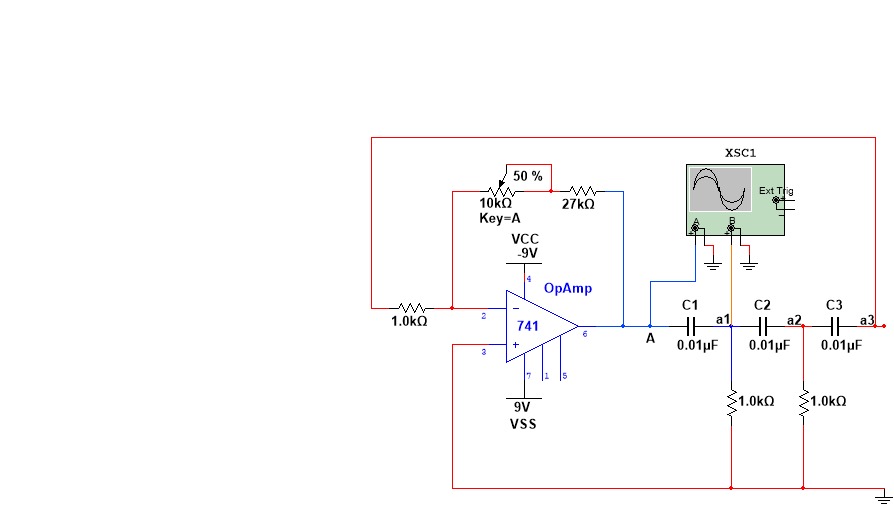 XSC1
50 %
Ext Trig
+
−
A
B
+
−
+
−
10kΩ
27kΩ
Key=A
VCC
-9V
4
OpAmp
C1
C2
C3
1.0kΩ
2
−
741
6
A
a1
a2
a3
0.01µF
0.01µF
0.01µF
3
+
7
1
5
9V
VSS
1.0kΩ
1.0kΩ